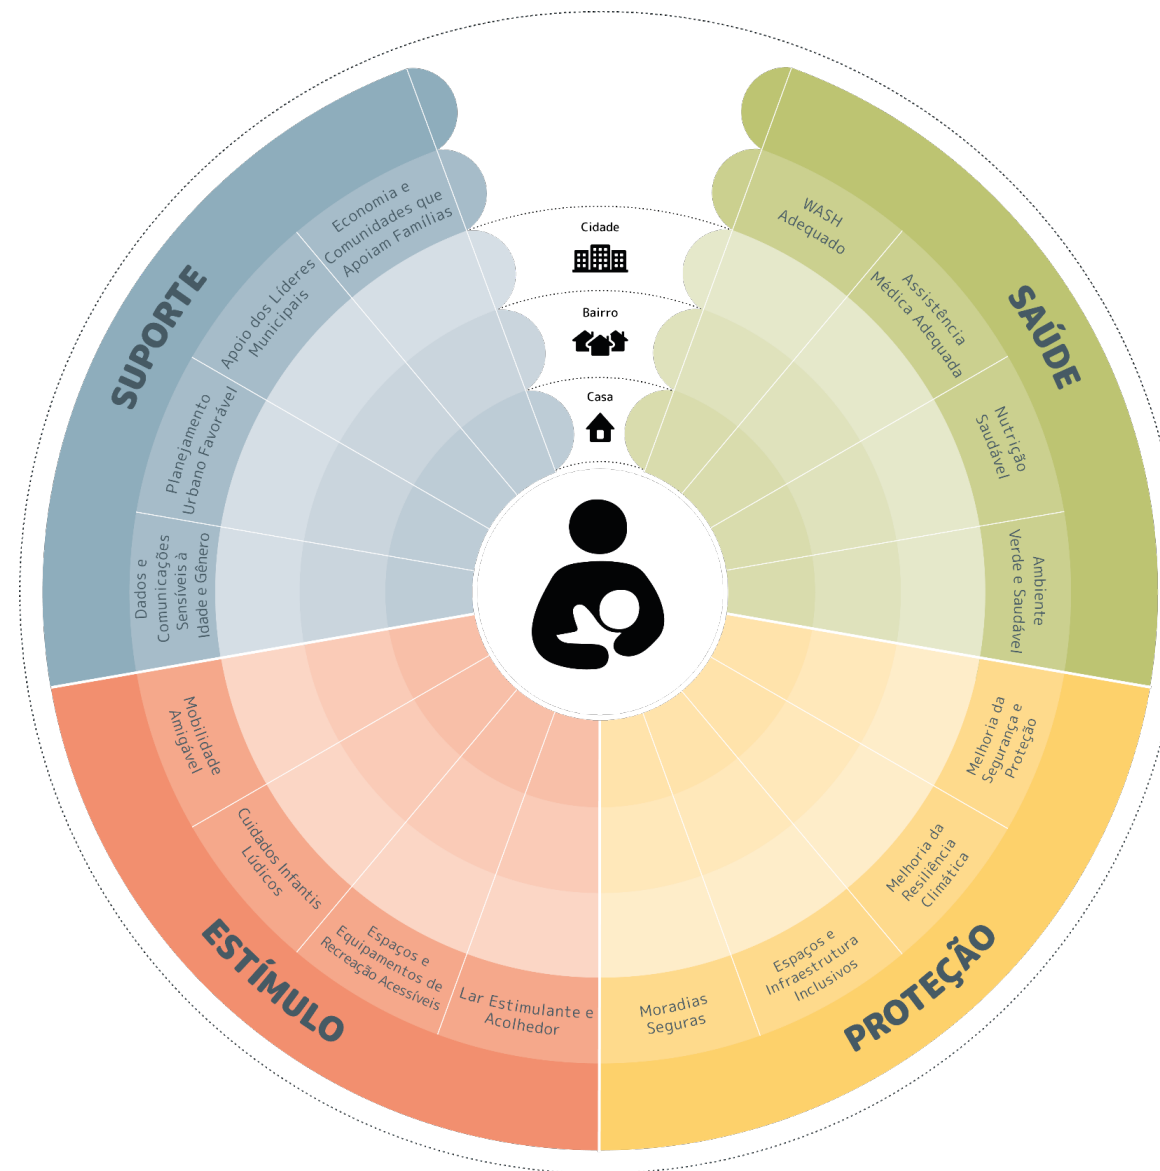 Cidade
Bairro
Casa
SAÚDE
WASH
Adequado
Assistência
Médica Adequada
Nutrição
Saudável
Ambiente
Verde e Saudável
PROTEÇÃO
Melhoria da
Segurança e
Proteção
Melhoria da
Resiliência
Climática
Espaços e
Infraestrutura
Inclusivos
Moradias
Seguras
ESTÍMULO
Lar Estimulante e
Acolhedor
Espaços e
Equipamentos de
Recreação Acessíveis
Cuidados Infantis
Lúdicos
Mobilidade
Amigável
SUPORTE
Dados e
Comunicações
Sensíveis à
Idade e Gênero
Planejamento
Urbano Favorável
Apoio dos Líderes
Municipais
Economia e
Comunidades que
Apoiam Famílias